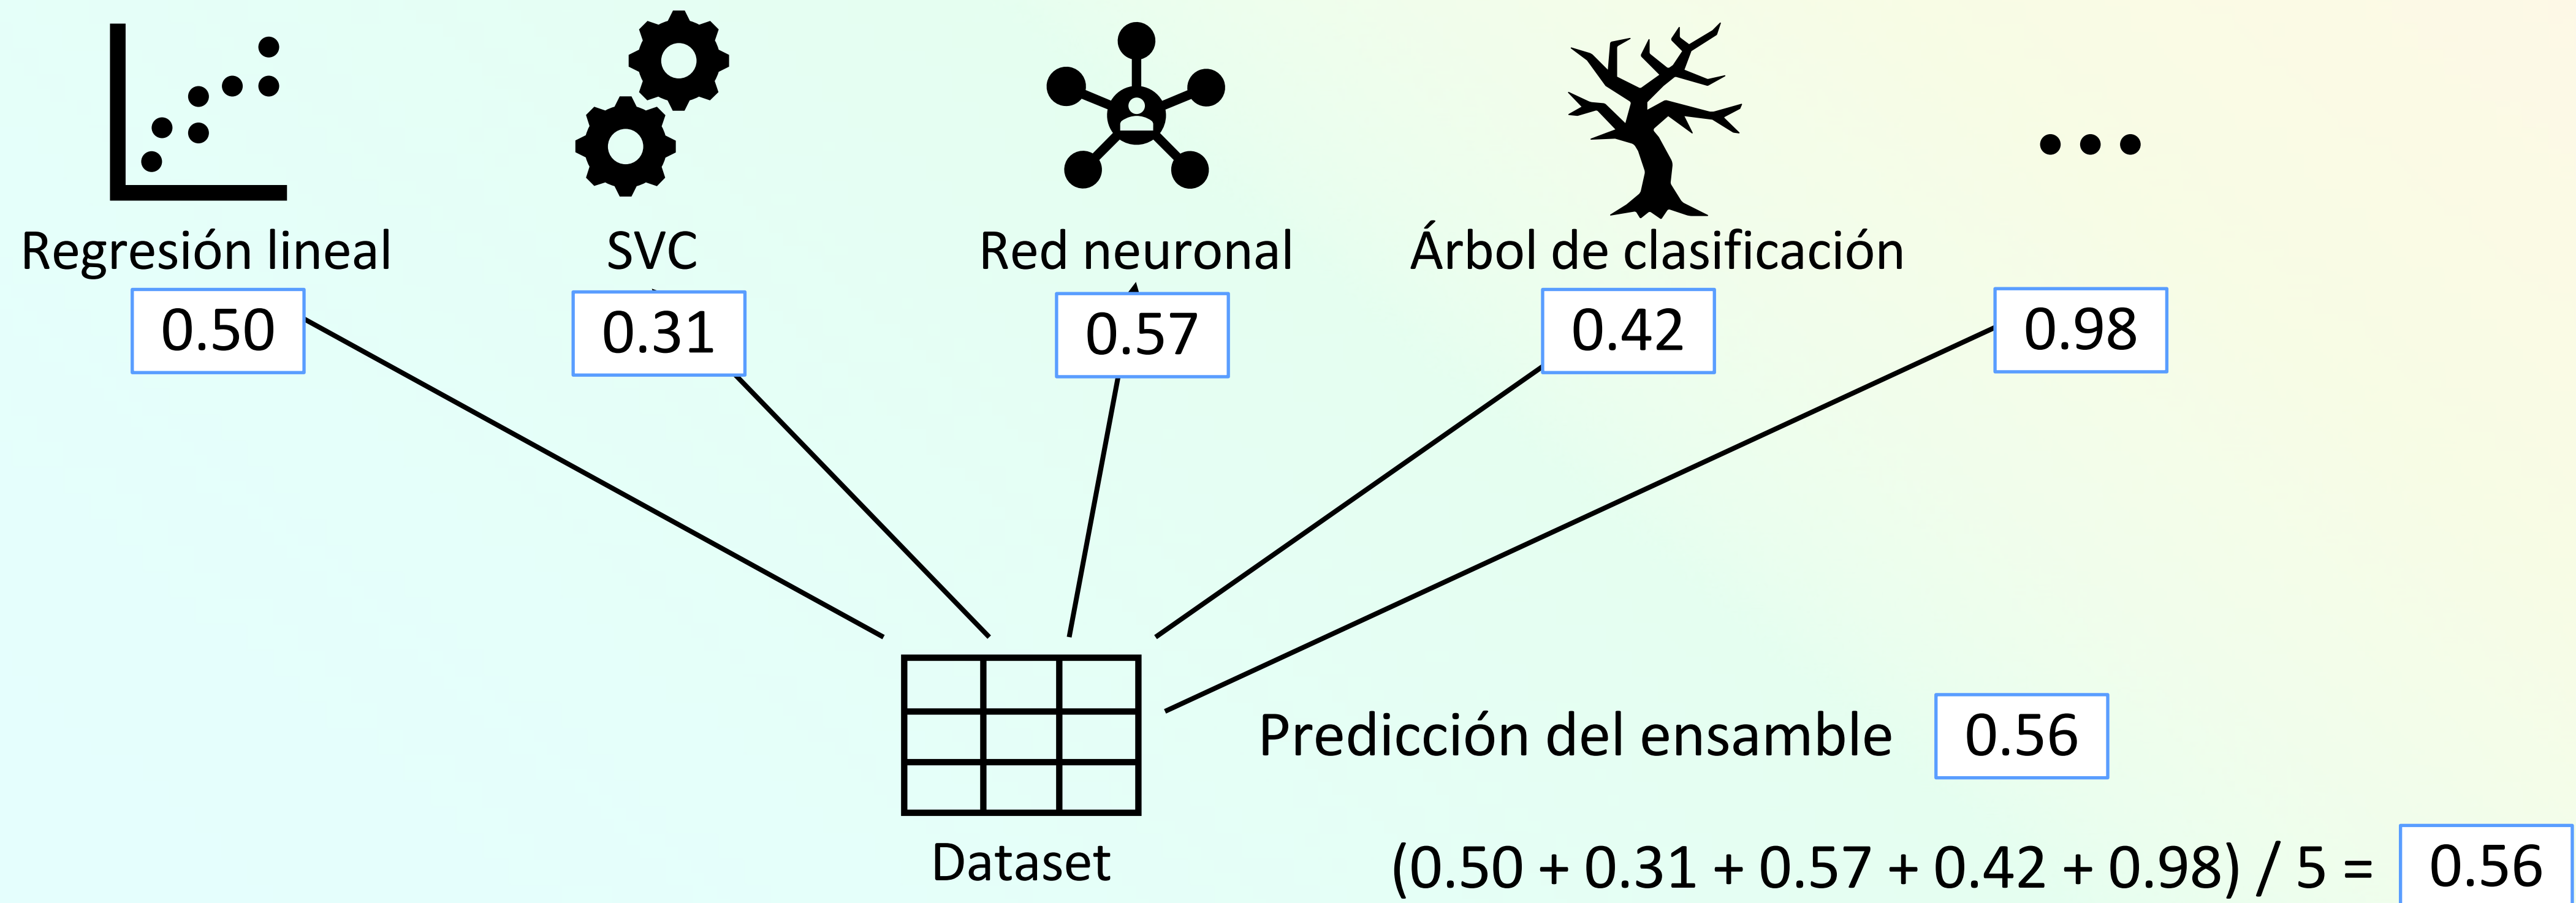 Regresión lineal
SVC
Red neuronal
Árbol de clasificación
...
0.50
0.31
0.57
0.42
0.98
Predicción del ensamble 0.56
Dataset
(0.50 + 0.31 + 0.57 + 0.42 + 0.98) / 5 = 0.56